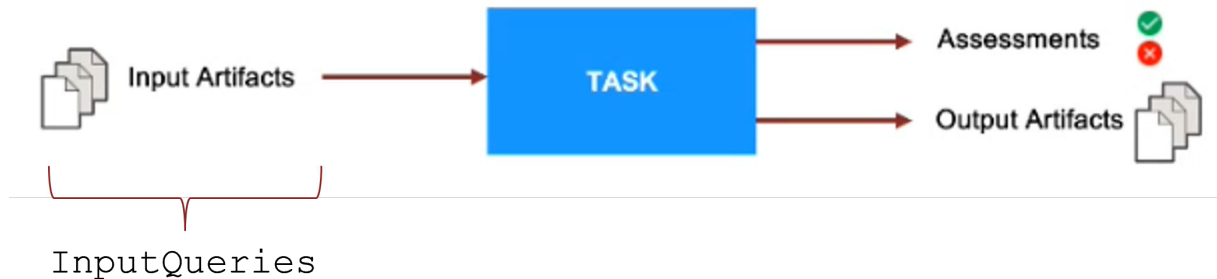 Input Artifacts
TASK
Assessments
Output Artifacts
InputQueries